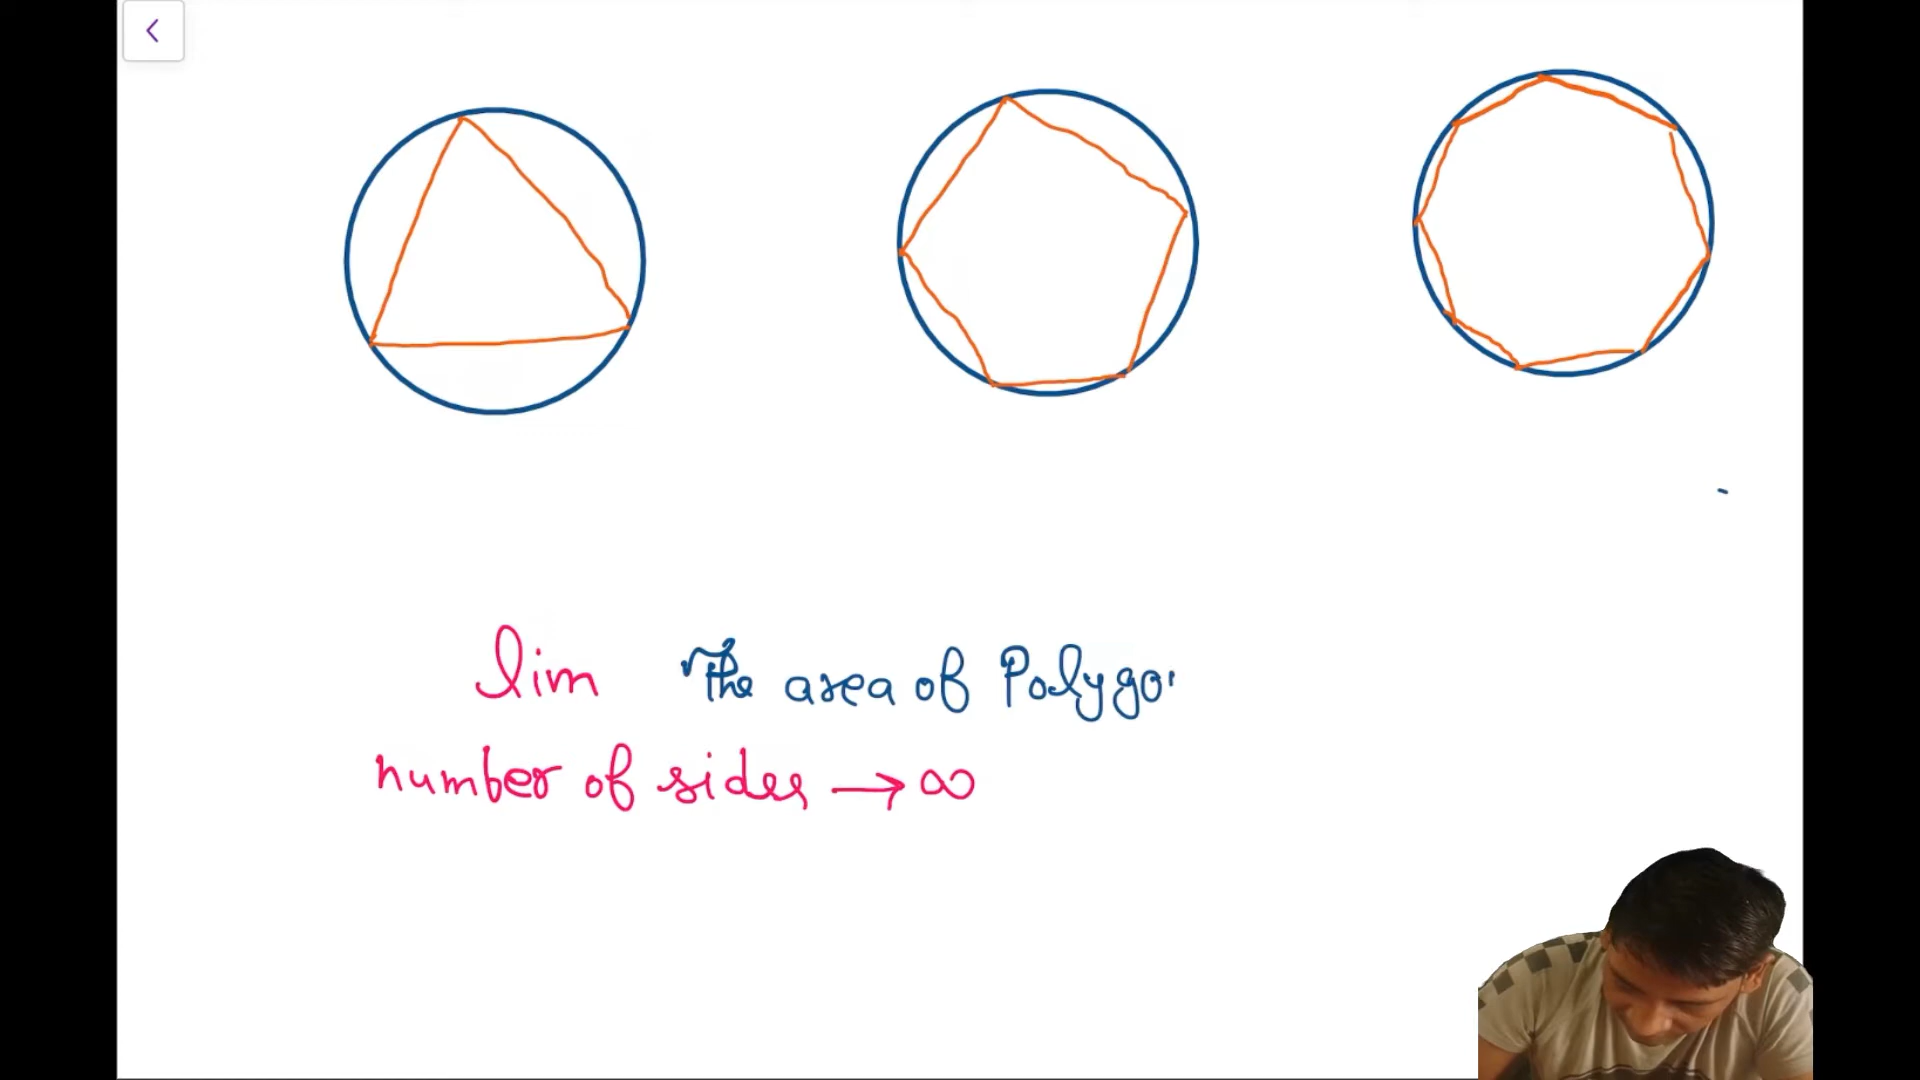 lim The area of Polygo
number of sides → ∞